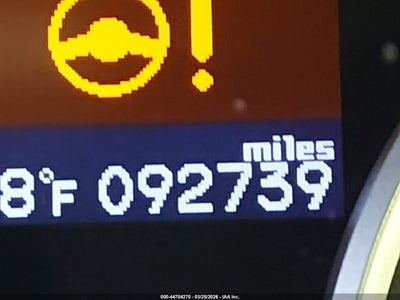 !
miles
8°F 092739
000-44704270 - 03/25/2026 - IAA Inc.